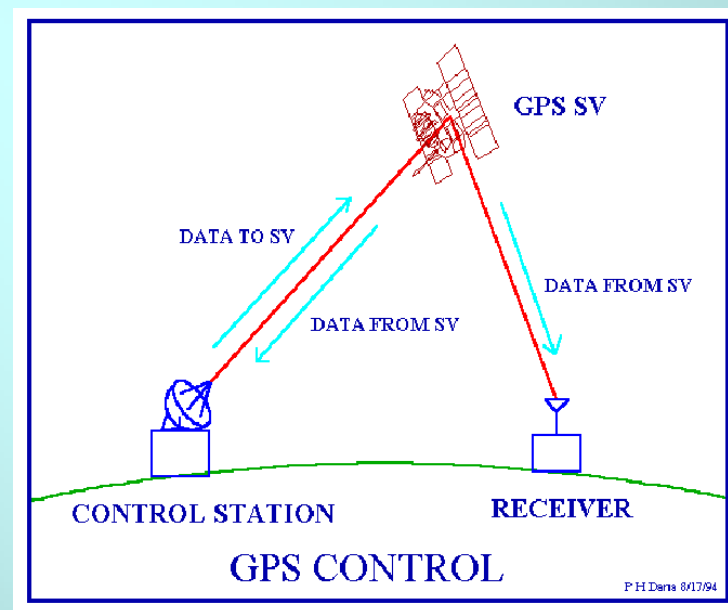 GPS SV
DATA TO SV
DATA FROM SV
DATA FROM SV
CONTROL STATION
RECEIVER
GPS CONTROL
P H Dana 8/17/94